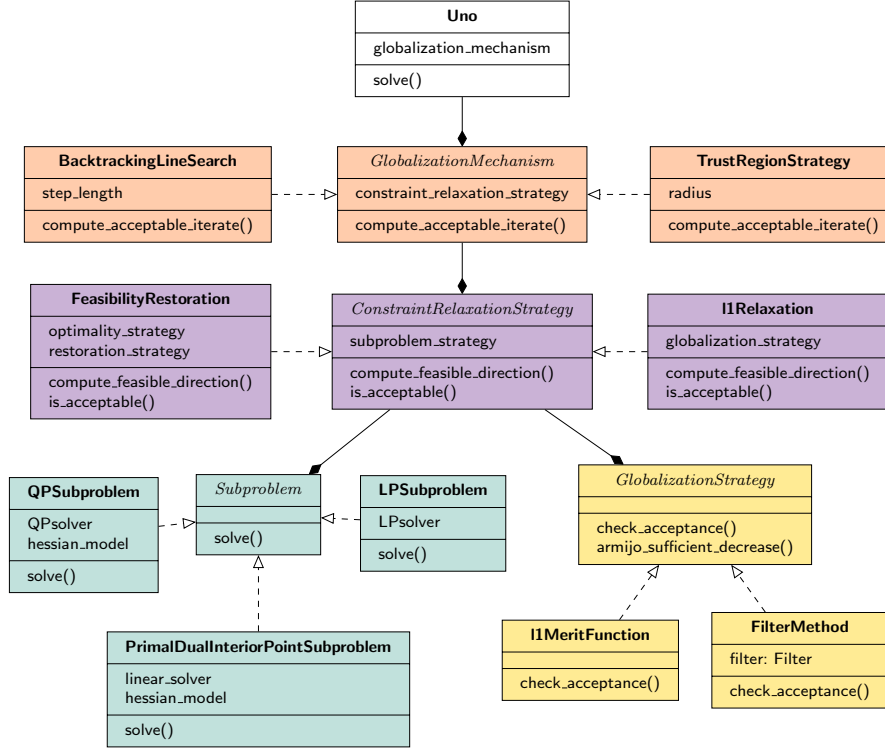 Uno
globalization_mechanism
solve()
BacktrackingLineSearch
step_length
compute_acceptable_iterate()
GlobalizationMechanism
constraint_relaxation_strategy
compute_acceptable_iterate()
TrustRegionStrategy
radius
compute_acceptable_iterate()
FeasibilityRestoration
optimality_strategy
restoration_strategy
compute_feasible_direction()
is_acceptable()
ConstraintRelaxationStrategy
subproblem_strategy
compute_feasible_direction()
is_acceptable()
l1Relaxation
globalization_strategy
compute_feasible_direction()
is_acceptable()
QPSubproblem
QPsolver
hessian_model
solve()
Subproblem
solve()
LPSubproblem
LPsolver
solve()
GlobalizationStrategy
check_acceptance()
armijo_sufficient_decrease()
PrimalDualInteriorPointSubproblem
linear_solver
hessian_model
solve()
l1MeritFunction
check_acceptance()
FilterMethod
filter: Filter
check_acceptance()